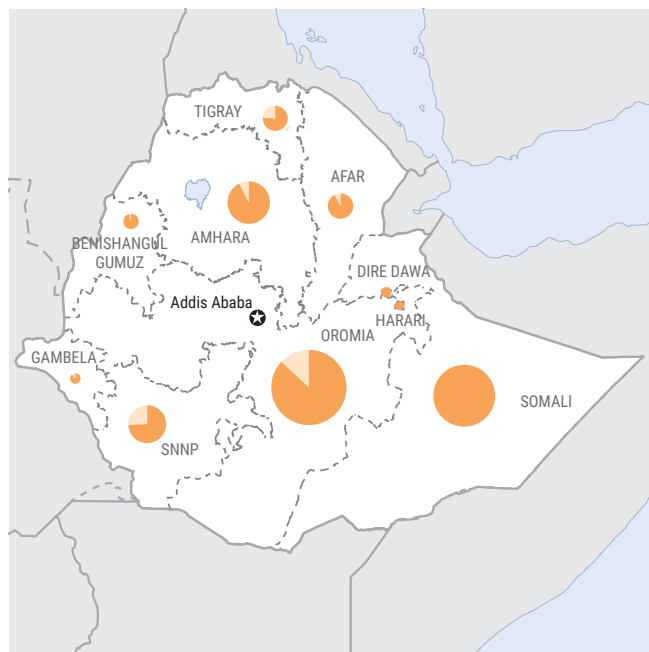 TIGRAY
AFAR
AMHARA
BENISHANGUL
GUMUZ
DIRE DAWA
Addis Ababa
HARARI
OROMIA
GAMBELA
SOMALI
SNNP